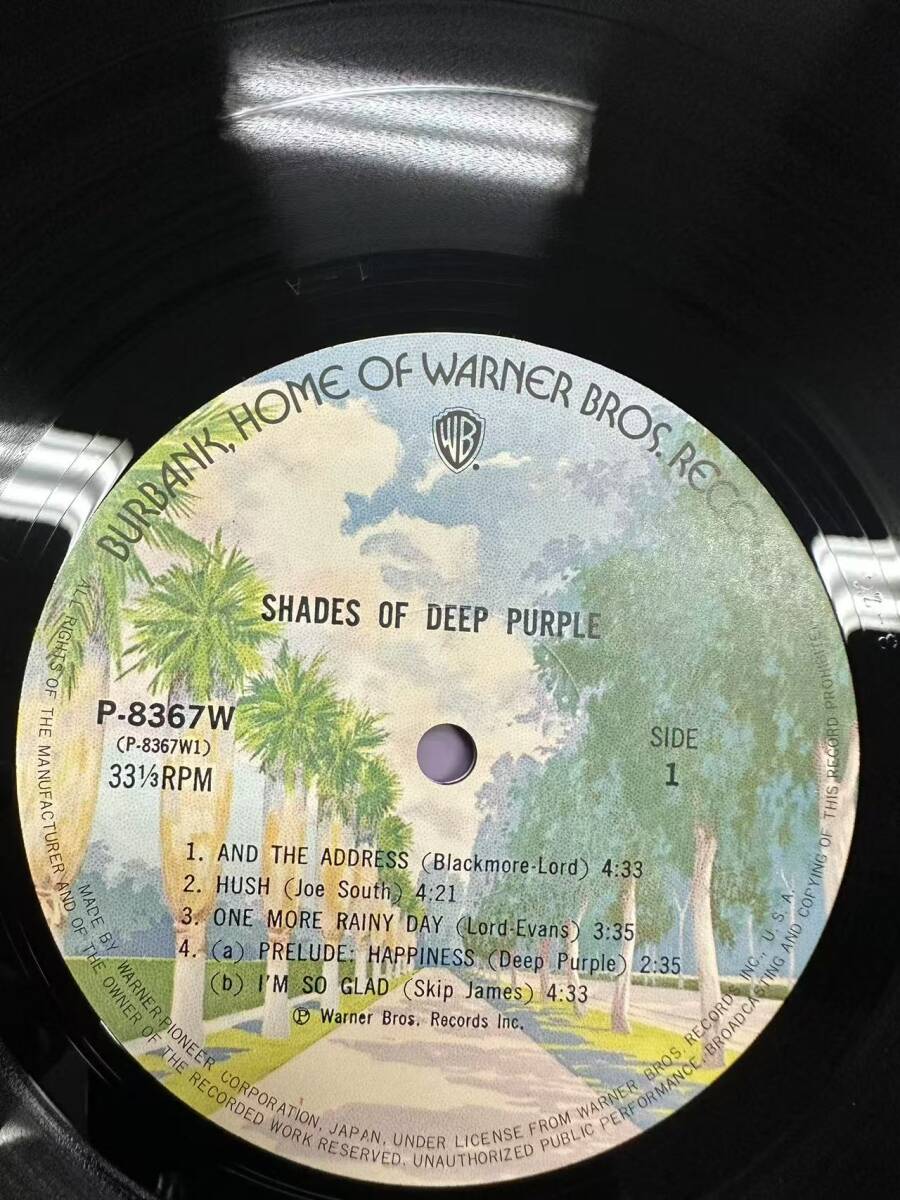 1-A
BURBANK, HOME OF WARNER BROS. REC
WB
SHADES OF DEEP PURPLE
P-8367W
(P-8367W1)
33⅓RPM
SIDE
1
1. AND THE ADDRESS (Blackmore-Lord) 4:33
2. HUSH (Joe South) 4:21
3. ONE MORE RAINY DAY (Lord-Evans) 3:35
4. (a) PRELUDE: HAPPINESS (Deep Purple) 2:35
(b) I'M SO GLAD (Skip James) 4:33
Ⓟ Warner Bros. Records Inc.
MADE BY WARNER-PIONEER CORPORATION, JAPAN, UNDER LICENSE FROM WARNER BROS. RECORDS INC., U.S.A.
ALL RIGHTS OF THE MANUFACTURER AND OF THE OWNER OF THE RECORDED WORK RESERVED. UNAUTHORIZED PUBLIC PERFORMANCE, BROADCASTING AND COPYING OF THIS RECORD PROHIBITED